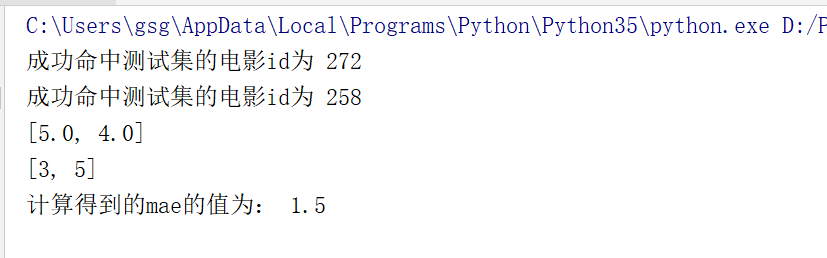 C:\Users\gsg\AppData\Local\Programs\Python\Python35\python.exe D:/P
成功命中测试集的电影id为 272
成功命中测试集的电影id为 258
[5.0, 4.0]
[3, 5]
计算得到的mae的值为： 1.5